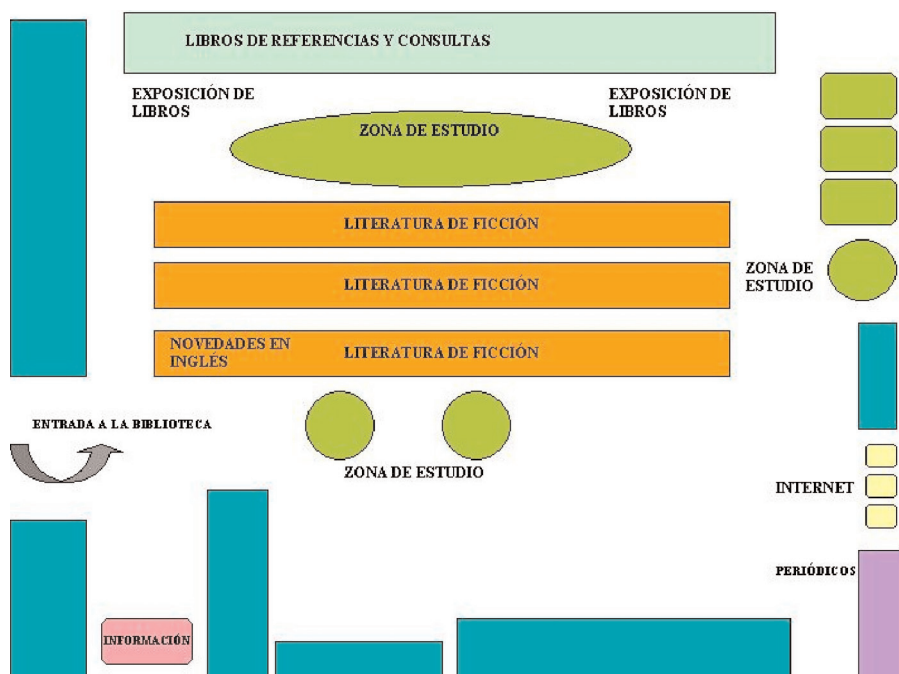 LIBROS DE REFERENCIAS Y CONSULTAS
EXPOSICIÓN DE
LIBROS
EXPOSICIÓN DE
LIBROS
ZONA DE ESTUDIO
LITERATURA DE FICCIÓN
LITERATURA DE FICCIÓN
ZONA DE
ESTUDIO
NOVEDADES EN
INGLÉS
LITERATURA DE FICCIÓN
ENTRADA A LA BIBLIOTECA
ZONA DE ESTUDIO
INTERNET
PERIÓDICOS
INFORMACIÓN